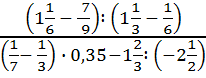 (1 1/6 − 7/9) : (1 1/3 − 1/6)
(1/7 − 1/3) · 0,35 − 1 2/3 : (−2 1/2)